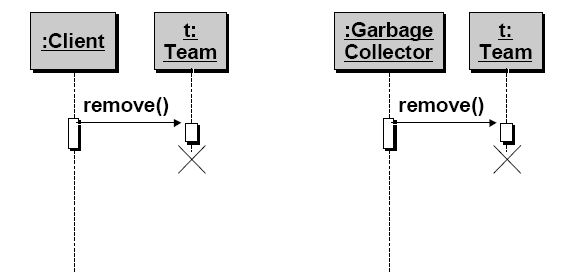 :Client
t:
Team
:Garbage
Collector
t:
Team
remove()
remove()